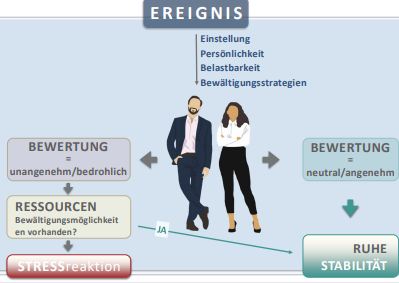 EREIGNIS
Einstellung
Persönlichkeit
Belastbarkeit
Bewältigungsstrategien
BEWERTUNG
=
unangenehm/bedrohlich
BEWERTUNG
=
neutral/angenehm
RESSOURCEN
Bewältigungsmöglichkeit
en vorhanden?
JA
STRESSreaktion
RUHE
STABILITÄT